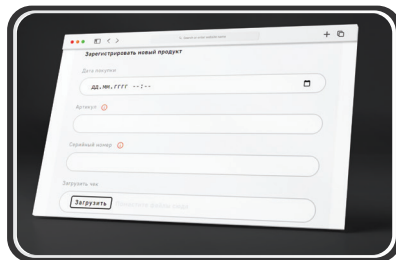 Зарегистрировать новый продукт
Дата покупки
ДД.ММ.ГГГГ --:--
Артикул
Серийный номер
Загрузить чек
Загрузить